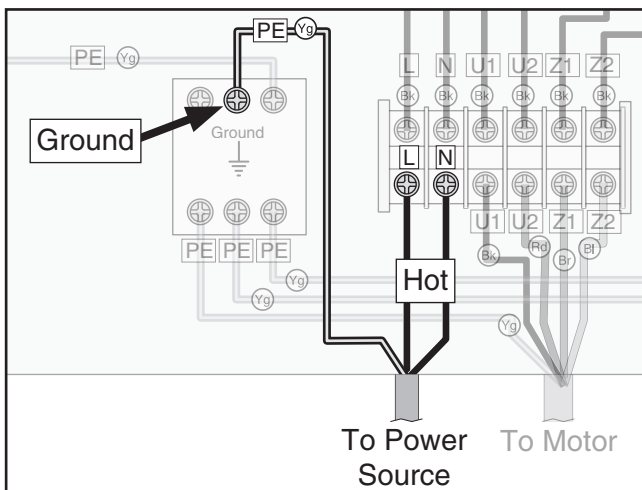 PE Yg
PE Yg
L N U1 U2 Z1 Z2
Bk Bk Bk Bk Bk Bk
Ground
Ground
L N
U1 U2 Z1 Z2
PE PE PE
Bk Rd Br Bl
Hot
Yg
Yg
Yg
To Power
Source
To Motor